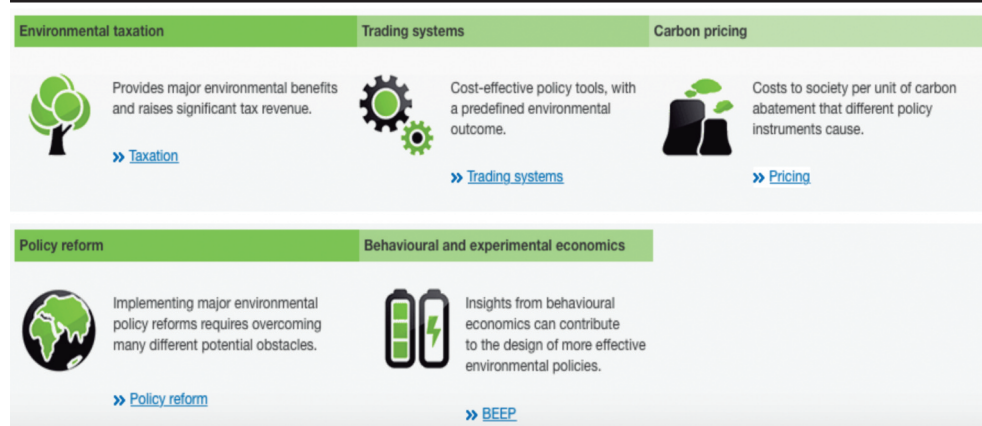 Environmental taxation
Trading systems
Carbon pricing
Provides major environmental benefits
and raises significant tax revenue.
» Taxation
Cost-effective policy tools, with
a predefined environmental
outcome.
» Trading systems
Costs to society per unit of carbon
abatement that different policy
instruments cause.
» Pricing
Policy reform
Behavioural and experimental economics
Implementing major environmental
policy reforms requires overcoming
many different potential obstacles.
» Policy reform
Insights from behavioural
economics can contribute
to the design of more effective
environmental policies.
» BEEP